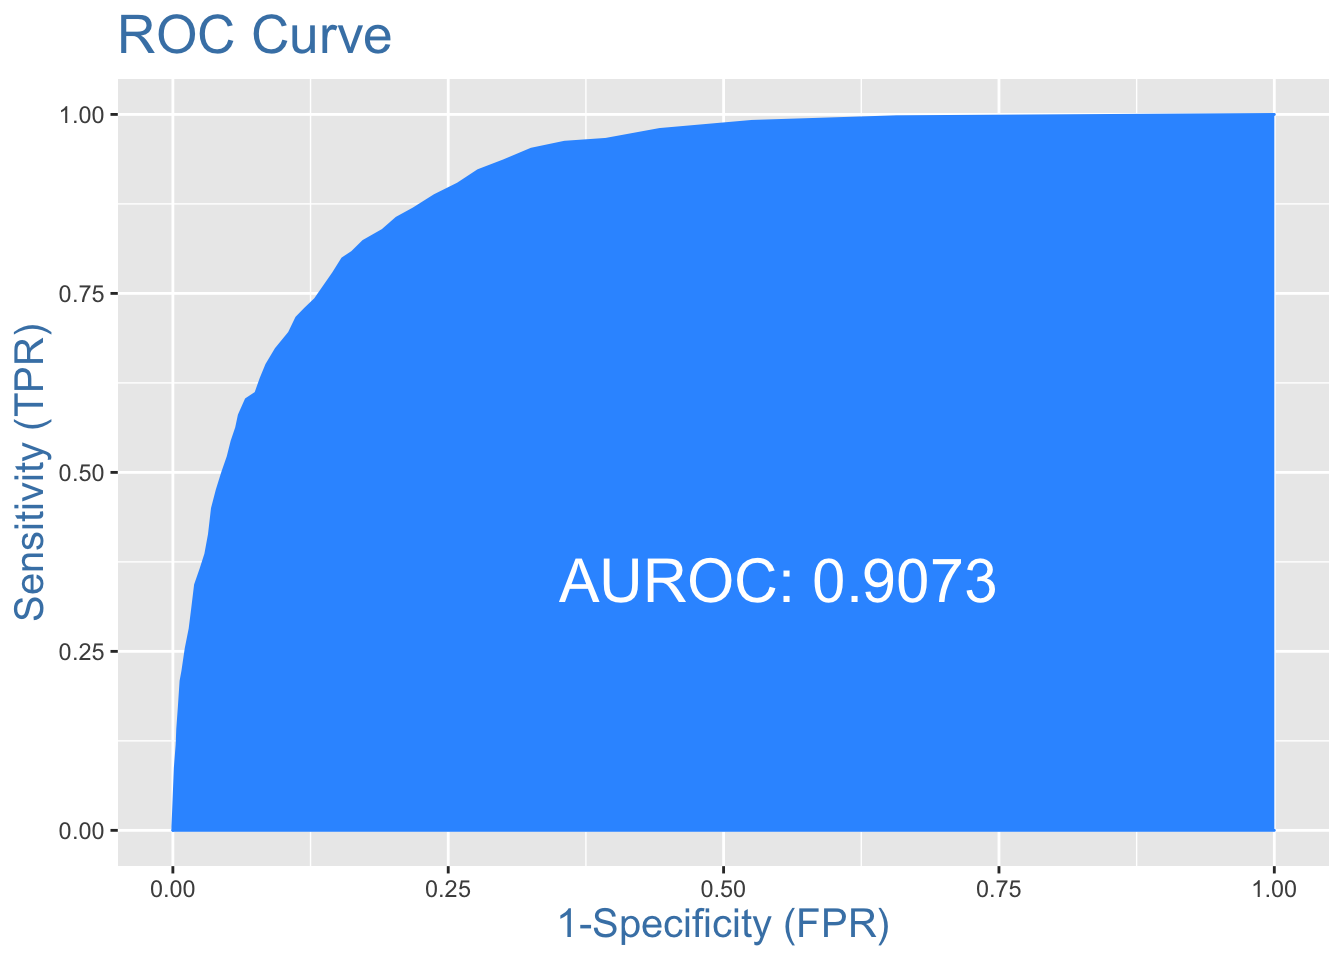 ROC Curve
1.00
0.75
0.50
0.25
0.00
Sensitivity (TPR)
AUROC: 0.9073
0.00 0.25 0.50 0.75 1.00
1-Specificity (FPR)